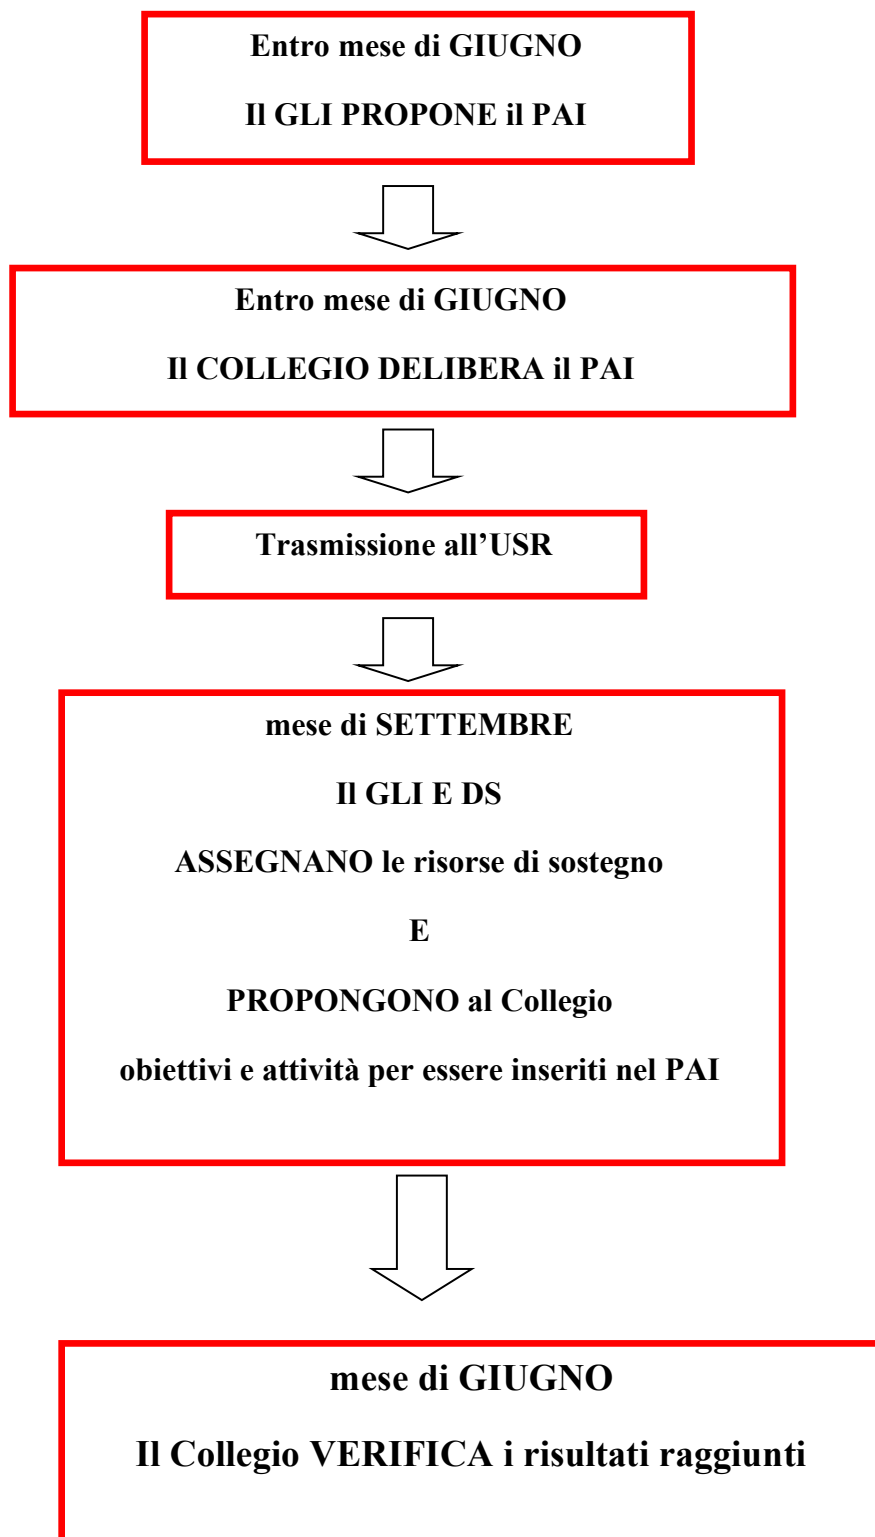 Entro mese di GIUGNO
Il GLI PROPONE il PAI
Entro mese di GIUGNO
Il COLLEGIO DELIBERA il PAI
Trasmissione all’USR
mese di SETTEMBRE
Il GLI E DS
ASSEGNANO le risorse di sostegno
E
PROPONGONO al Collegio
obiettivi e attività per essere inseriti nel PAI
mese di GIUGNO
Il Collegio VERIFICA i risultati raggiunti